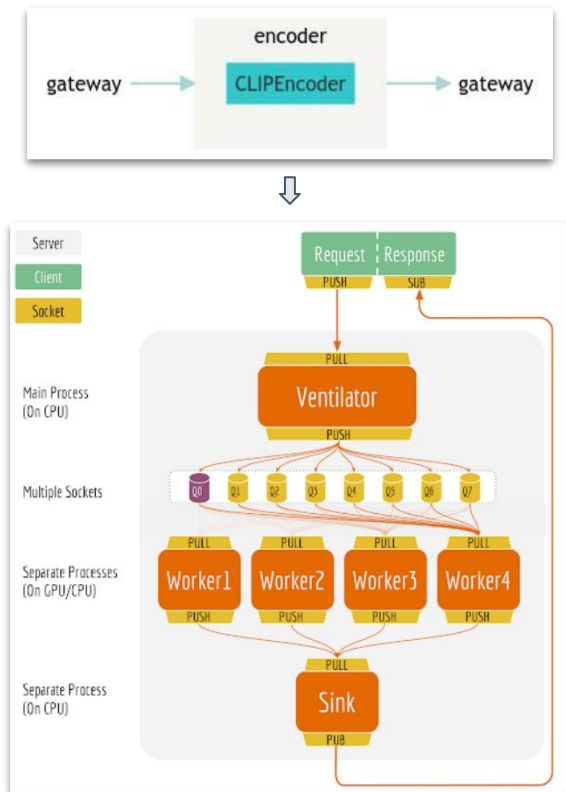 encoder
gateway
CLIPEncoder
gateway
Server
Client
Socket
Request
Response
PUSH
SUB
Main Process
(On CPU)
PULL
Ventilator
PUSH
Multiple Sockets
Q0
Q1
Q2
Q3
Q4
Q5
Q6
Q7
Separate Processes
(On GPU/CPU)
PULL
PULL
PULL
PULL
Worker1
Worker2
Worker3
Worker4
PUSH
PUSH
PUSH
PUSH
Separate Process
(On CPU)
PULL
Sink
PUB